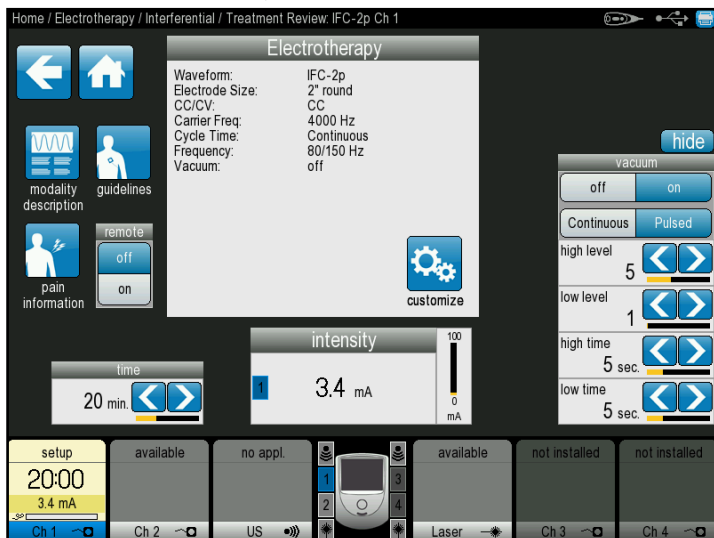 Home / Electrotherapy / Interferential / Treatment Review: IFC-2p Ch 1
Electrotherapy
Waveform: IFC-2p
Electrode Size: 2" round
CC/CV: CC
Carrier Freq: 4000 Hz
Cycle Time: Continuous
Frequency: 80/150 Hz
Vacuum: off
customize
modality
description
guidelines
pain
information
remote
off
on
hide
vacuum
off on
Continuous Pulsed
high level
5
low level
1
high time
5 sec.
low time
5 sec.
time
20 min.
intensity
1 3.4 mA
100
0
mA
setup
20:00
3.4 mA
Ch 1
available
Ch 2
no appl.
US
1
2
3
4
available
Laser
not installed
Ch 3
not installed
Ch 4